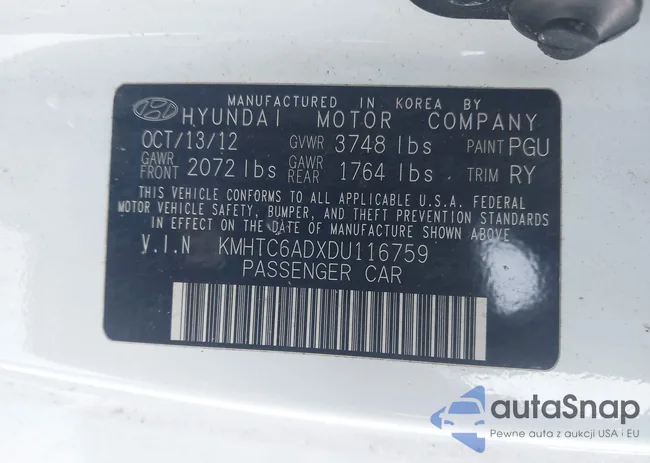 MANUFACTURED IN KOREA BY
HYUNDAI MOTOR COMPANY
OCT/13/12 GVWR 3748 lbs PAINT PGU
GAWR FRONT 2072 lbs GAWR REAR 1764 lbs TRIM RY
THIS VEHICLE CONFORMS TO ALL APPLICABLE U.S.A. FEDERAL
MOTOR VEHICLE SAFETY, BUMPER, AND THEFT PREVENTION STANDARDS
IN EFFECT ON THE DATE OF MANUFACTURE SHOWN ABOVE.
V.I.N KMHTC6ADXDU116759
PASSENGER CAR
autaSnap
Pewne auta z aukcji USA i EU